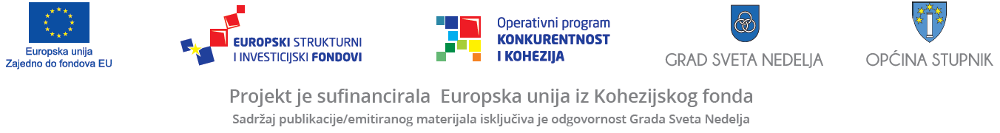 Europska unija
Zajedno do fondova EU
EUROPSKI STRUKTURNI
I INVESTICIJSKI FONDOVI
Operativni program
KONKURENTNOST
I KOHEZIJA
GRAD SVETA NEDELJA
OPĆINA STUPNIK
Projekt je sufinancirala  Europska unija iz Kohezijskog fonda
Sadržaj publikacije/emitiranog materijala isključiva je odgovornost Grada Sveta Nedelja